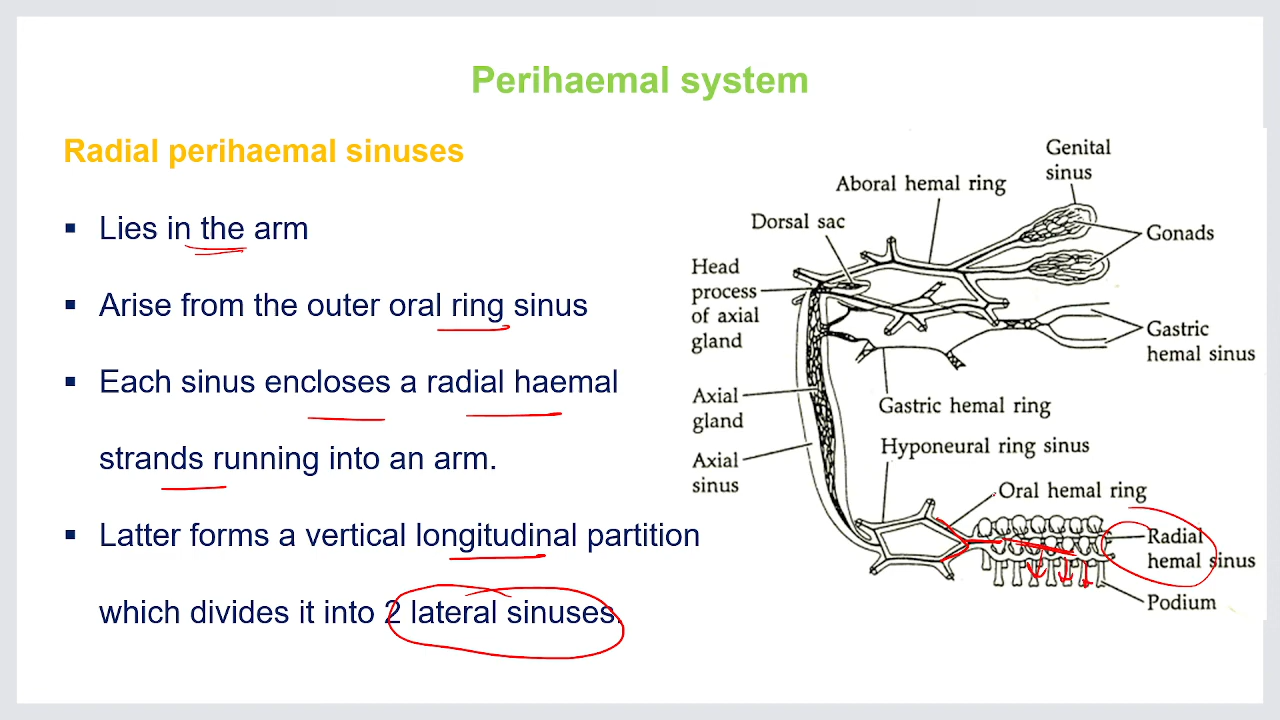 Perihaemal system
Radial perihaemal sinuses
▪ Lies in the arm
▪ Arise from the outer oral ring sinus
▪ Each sinus encloses a radial haemal
strands running into an arm.
▪ Latter forms a vertical longitudinal partition
which divides it into 2 lateral sinuses.
Genital
sinus
Aboral hemal ring
Dorsal sac
Gonads
Head
process
of axial
gland
Gastric
hemal sinus
Axial
gland
Gastric hemal ring
Hyponeural ring sinus
Axial
sinus
Oral hemal ring
Radial
hemal sinus
Podium